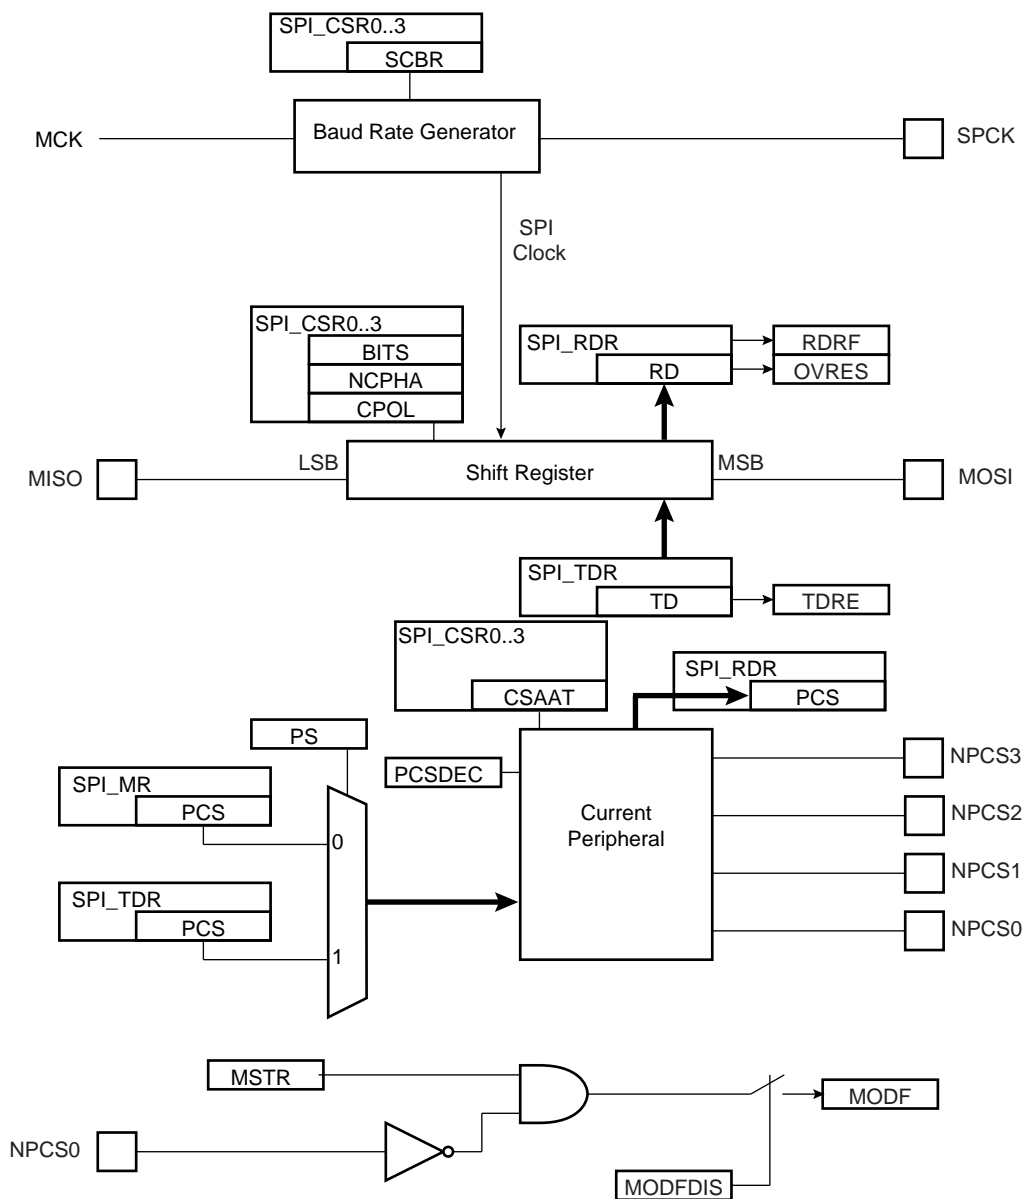 SPI_CSR0..3
SCBR
MCK
Baud Rate Generator
SPCK
SPI
Clock
SPI_CSR0..3
BITS
NCPHA
CPOL
SPI_RDR
RD
RDRF
OVRES
MISO
LSB
Shift Register
MSB
MOSI
SPI_TDR
TD
TDRE
SPI_CSR0..3
CSAAT
SPI_RDR
PCS
PS
PCSDEC
SPI_MR
PCS
0
Current
Peripheral
NPCS3
NPCS2
NPCS1
NPCS0
SPI_TDR
PCS
1
MSTR
MODF
NPCS0
MODFDIS